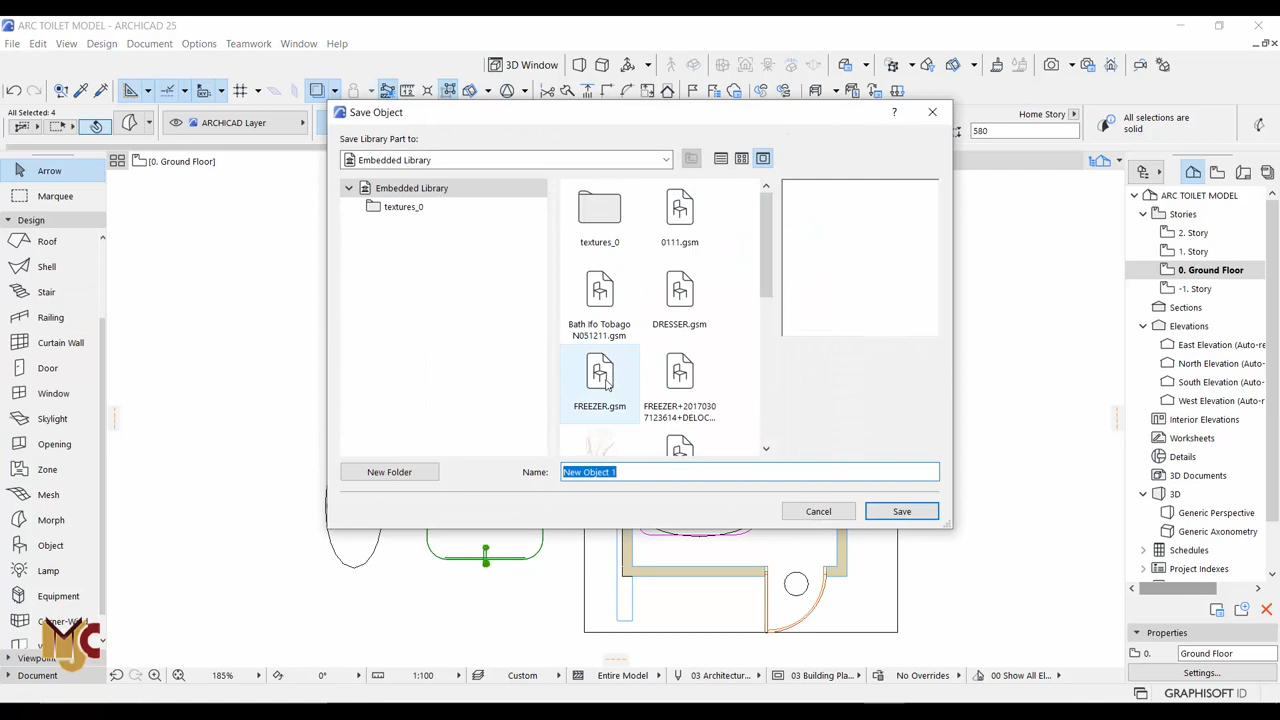 ARC TOILET MODEL - ARCHICAD 25
File Edit View Design Document Options Teamwork Window Help
3D Window
All Selected: 4
ARCHICAD Layer
Save Object
Home Story
580
All selections are
solid
Save Library Part to:
Embedded Library
Embedded Library
textures_0
textures_0
0111.gsm
Bath Ifo Tobago
N051211.gsm
DRESSER.gsm
FREEZER.gsm
FREEZER+2017030
7123614+DELOC...
New Folder
Name:
New Object 1
Cancel
Save
[0. Ground Floor]
Arrow
Marquee
Design
Roof
Shell
Stair
Railing
Curtain Wall
Door
Window
Skylight
Opening
Zone
Mesh
Morph
Object
Lamp
Equipment
Corner-Win
Viewpoi
Document
MJC
ARC TOILET MODEL
Stories
2. Story
1. Story
0. Ground Floor
-1. Story
Sections
Elevations
East Elevation (Auto-re
North Elevation (Auto-r
South Elevation (Auto-r
West Elevation (Auto-r
Interior Elevations
Worksheets
Details
3D Documents
3D
Generic Perspective
Generic Axonometry
Schedules
Project Indexes
Properties
0.
Ground Floor
Settings...
185%
0°
1:100
Custom
Entire Model
03 Architectur...
03 Building Pla...
No Overrides
00 Show All El...
GRAPHISOFT ID